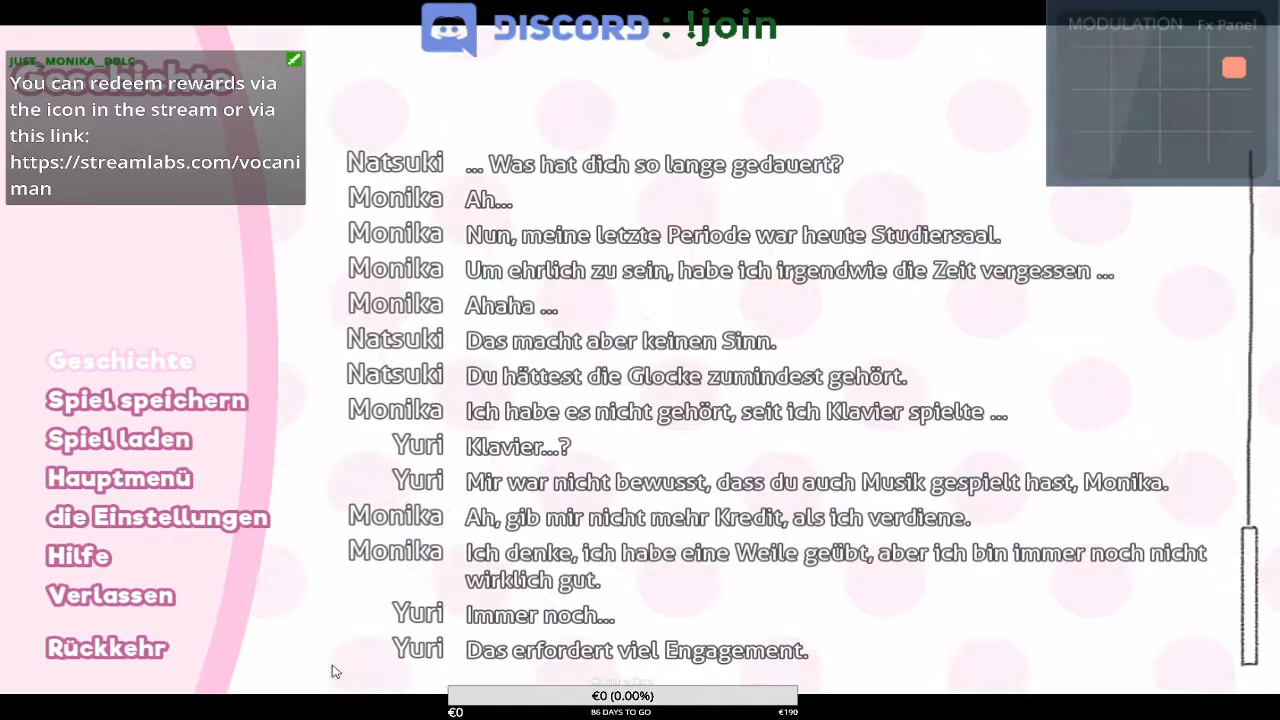 DISCORD : !join
MODULATION Fx Panel
JUST_MONIKA_DDLC
You can redeem rewards via
the icon in the stream or via
this link:
https://streamlabs.com/vocani
man
Geschichte
Natsuki ... Was hat dich so lange gedauert?
Monika Ah...
Monika Nun, meine letzte Periode war heute Studiersaal.
Monika Um ehrlich zu sein, habe ich irgendwie die Zeit vergessen ...
Monika Ahaha ...
Natsuki Das macht aber keinen Sinn.
Natsuki Du hättest die Glocke zumindest gehört.
Monika Ich habe es nicht gehört, seit ich Klavier spielte ...
Yuri Klavier...?
Yuri Mir war nicht bewusst, dass du auch Musik gespielt hast, Monika.
Monika Ah, gib mir nicht mehr Kredit, als ich verdiene.
Monika Ich denke, ich habe eine Weile geübt, aber ich bin immer noch nicht
wirklich gut.
Yuri Immer noch...
Yuri Das erfordert viel Engagement.
Geschichte
Spiel speichern
Spiel laden
Hauptmenü
die Einstellungen
Hilfe
Verlassen
Rückkehr
€0 (0.00%)
€0 86 DAYS TO GO €190